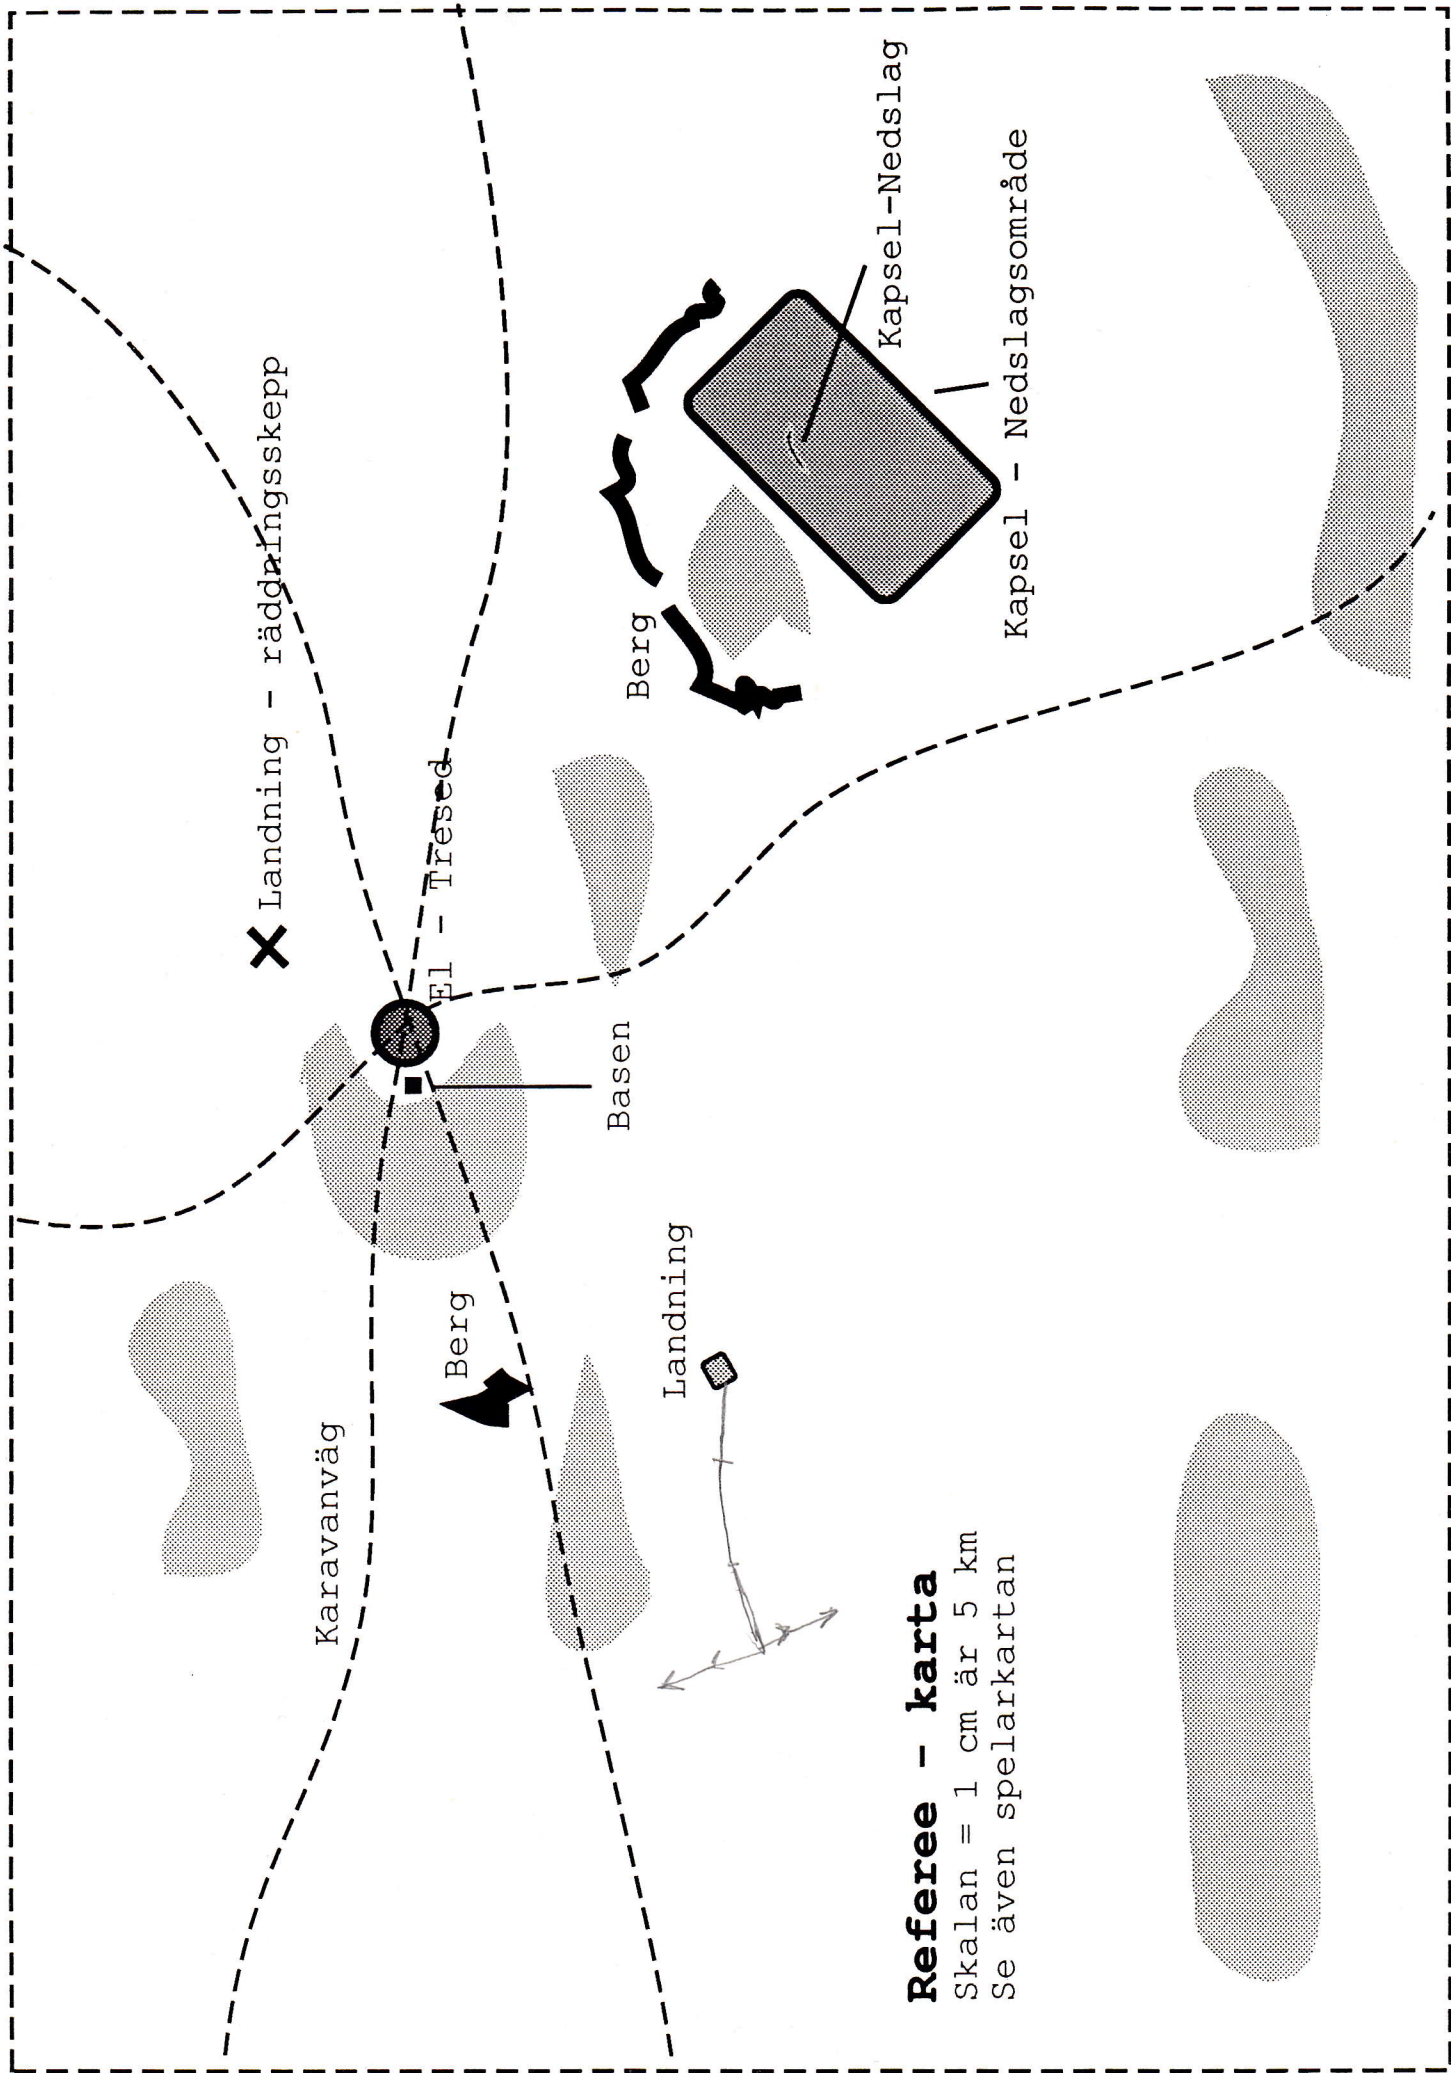 Karavanväg
Landning - räddningsskepp
Berg
El - Tresed
Basen
Landning
Berg
Kapsel-Nedslag
Kapsel - Nedslagsområde
Referee - karta
Skalan = 1 cm är 5 km
Se även spelarkartan